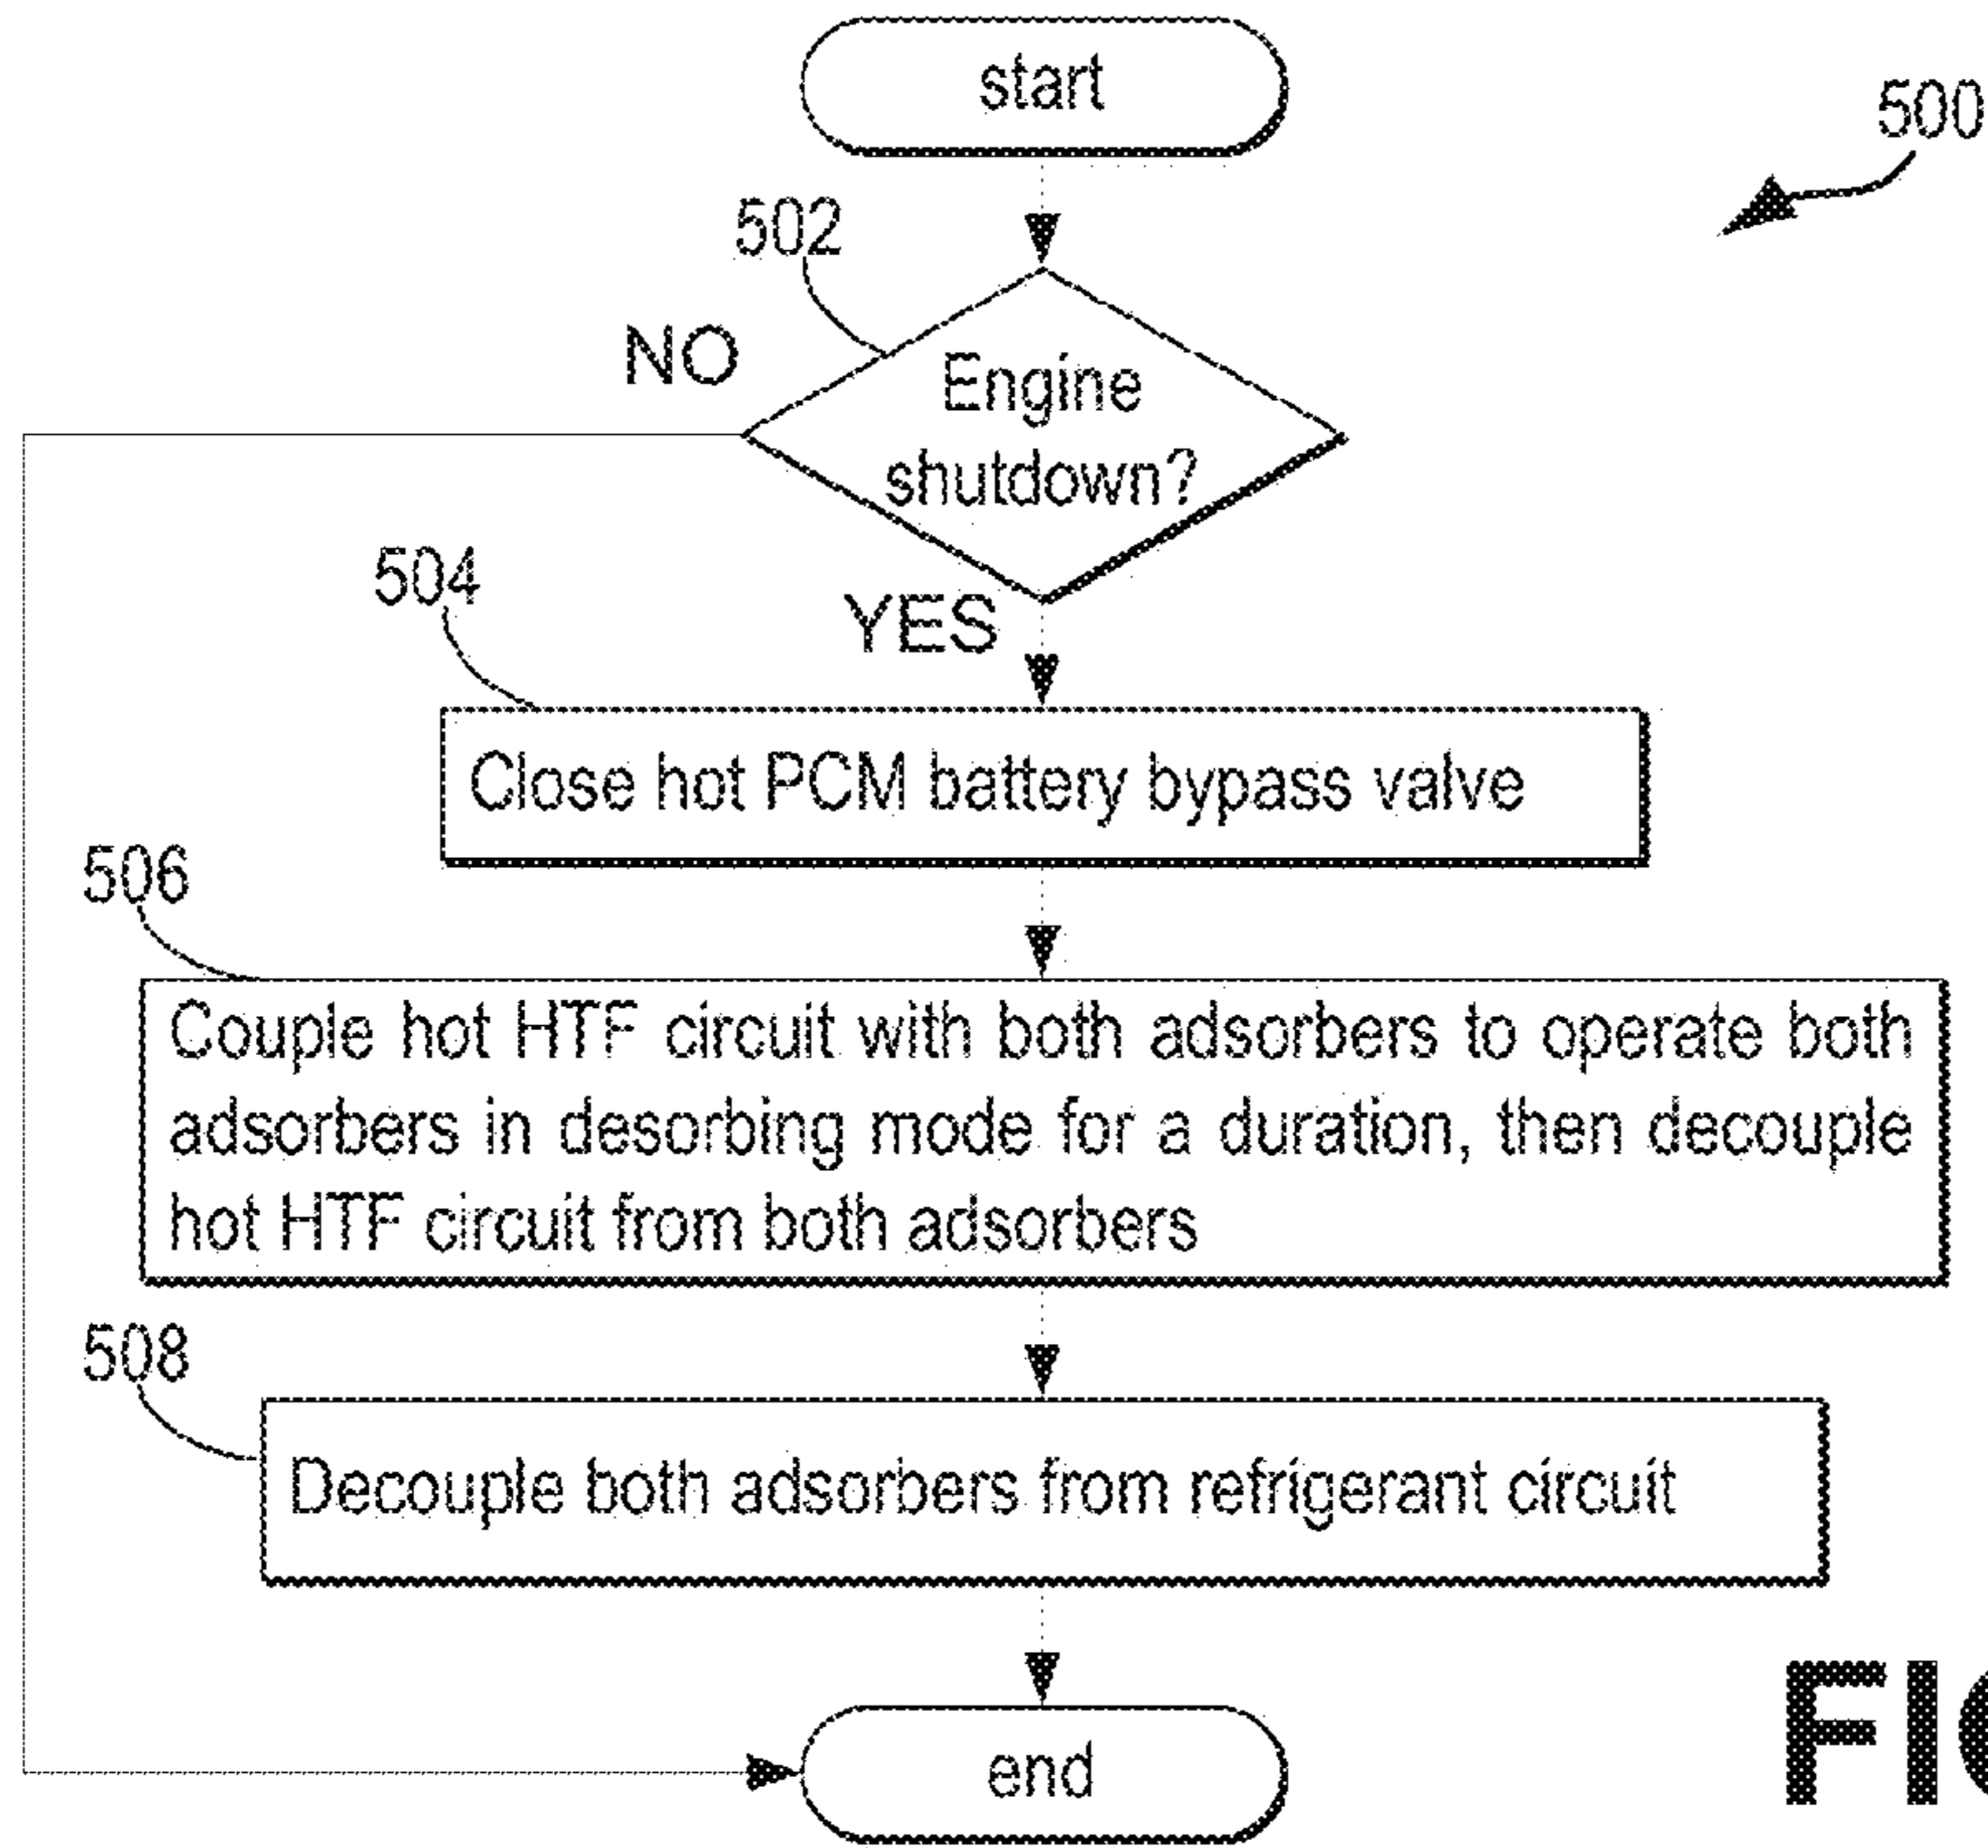 start
500
502
NO
Engine
shutdown?
YES
504
Close hot PCM battery bypass valve
506
Couple hot HTF circuit with both adsorbers to operate both
adsorbers in desorbing mode for a duration, then decouple
hot HTF circuit from both adsorbers
508
Decouple both adsorbers from refrigerant circuit
end